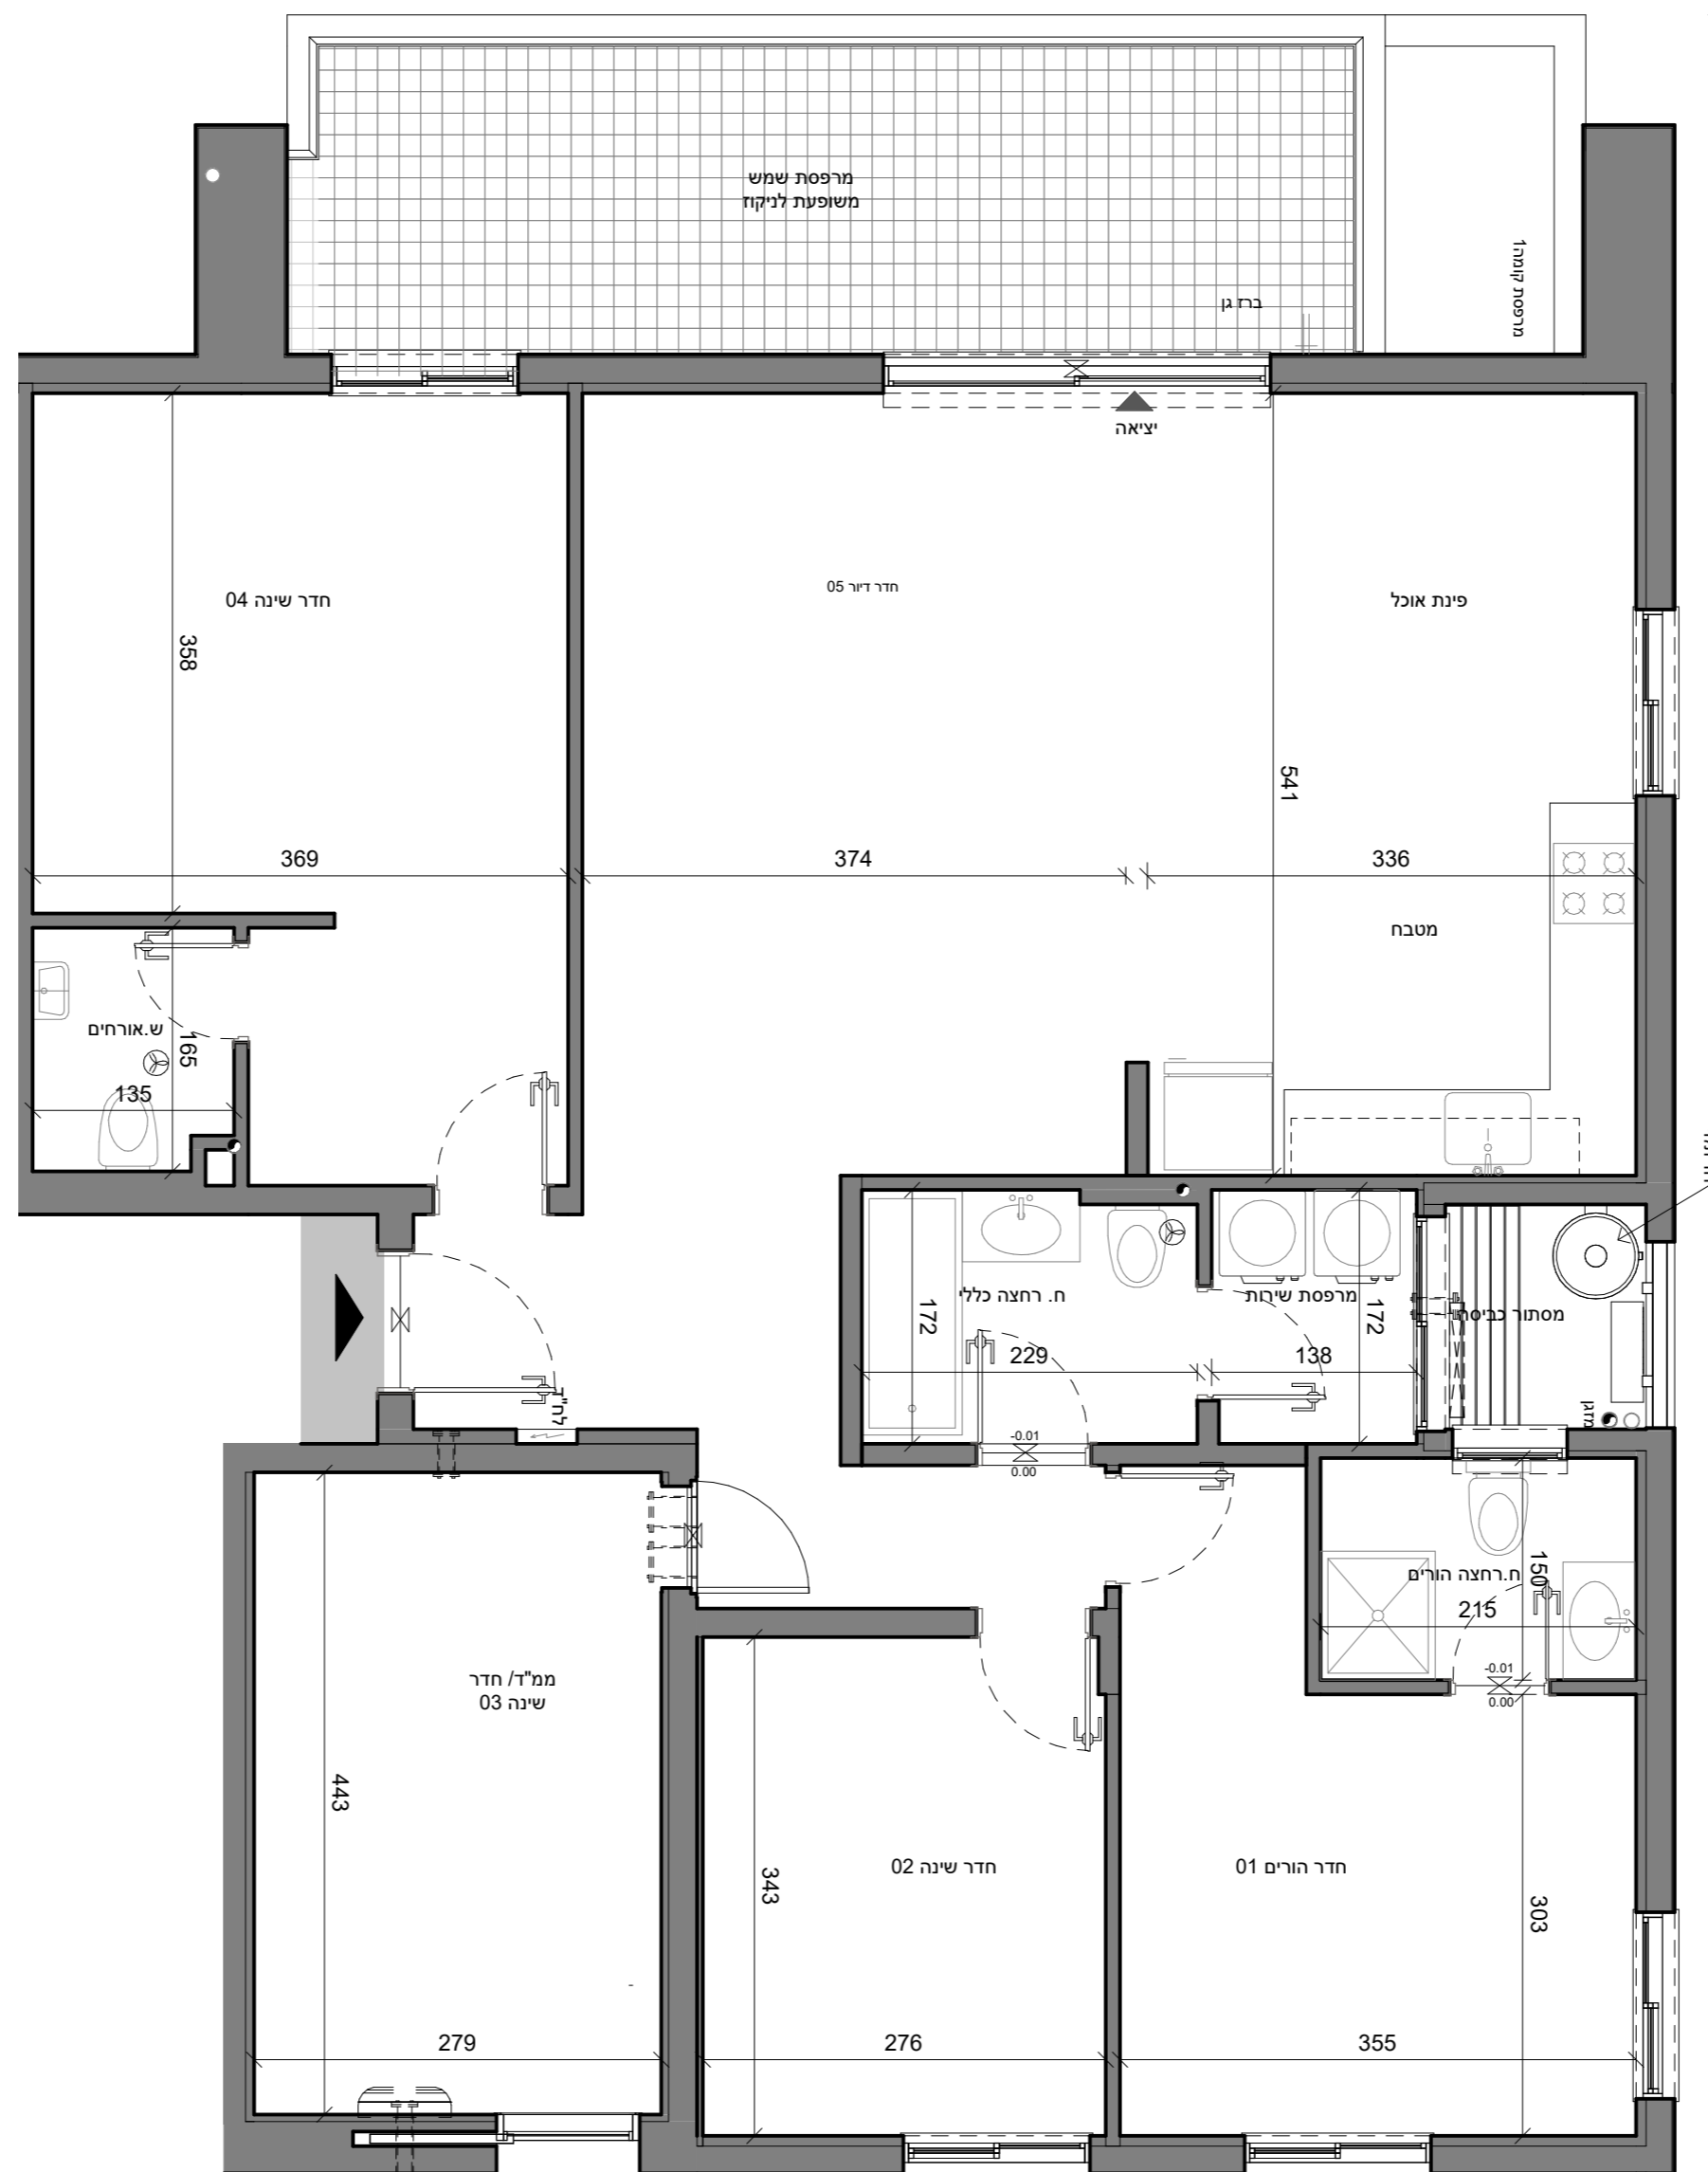 מרפסת שמש
משופעת לניקוז
מרפסת קומה1
ברז גן
יציאה
חדר שינה 04
חדר דיור 05
פינת אוכל
358
541
369
374
336
מטבח
ש.אורחים
165
135
ח. רחצה כללי
מרפסת שירות
מסתור כביסה
172
172
229
138
לח"ד
מזגן
-0.01
0.00
ח.רחצה הורים
150
215
-0.01
0.00
ממ"ד/ חדר
שינה 03
443
חדר שינה 02
343
חדר הורים 01
303
279
276
355